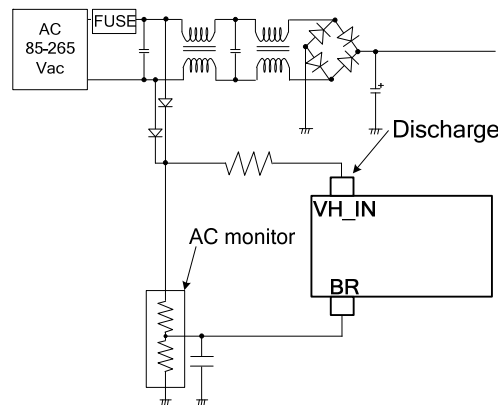 AC
85-265
Vac
FUSE
+
Discharge
VH_IN
AC monitor
BR